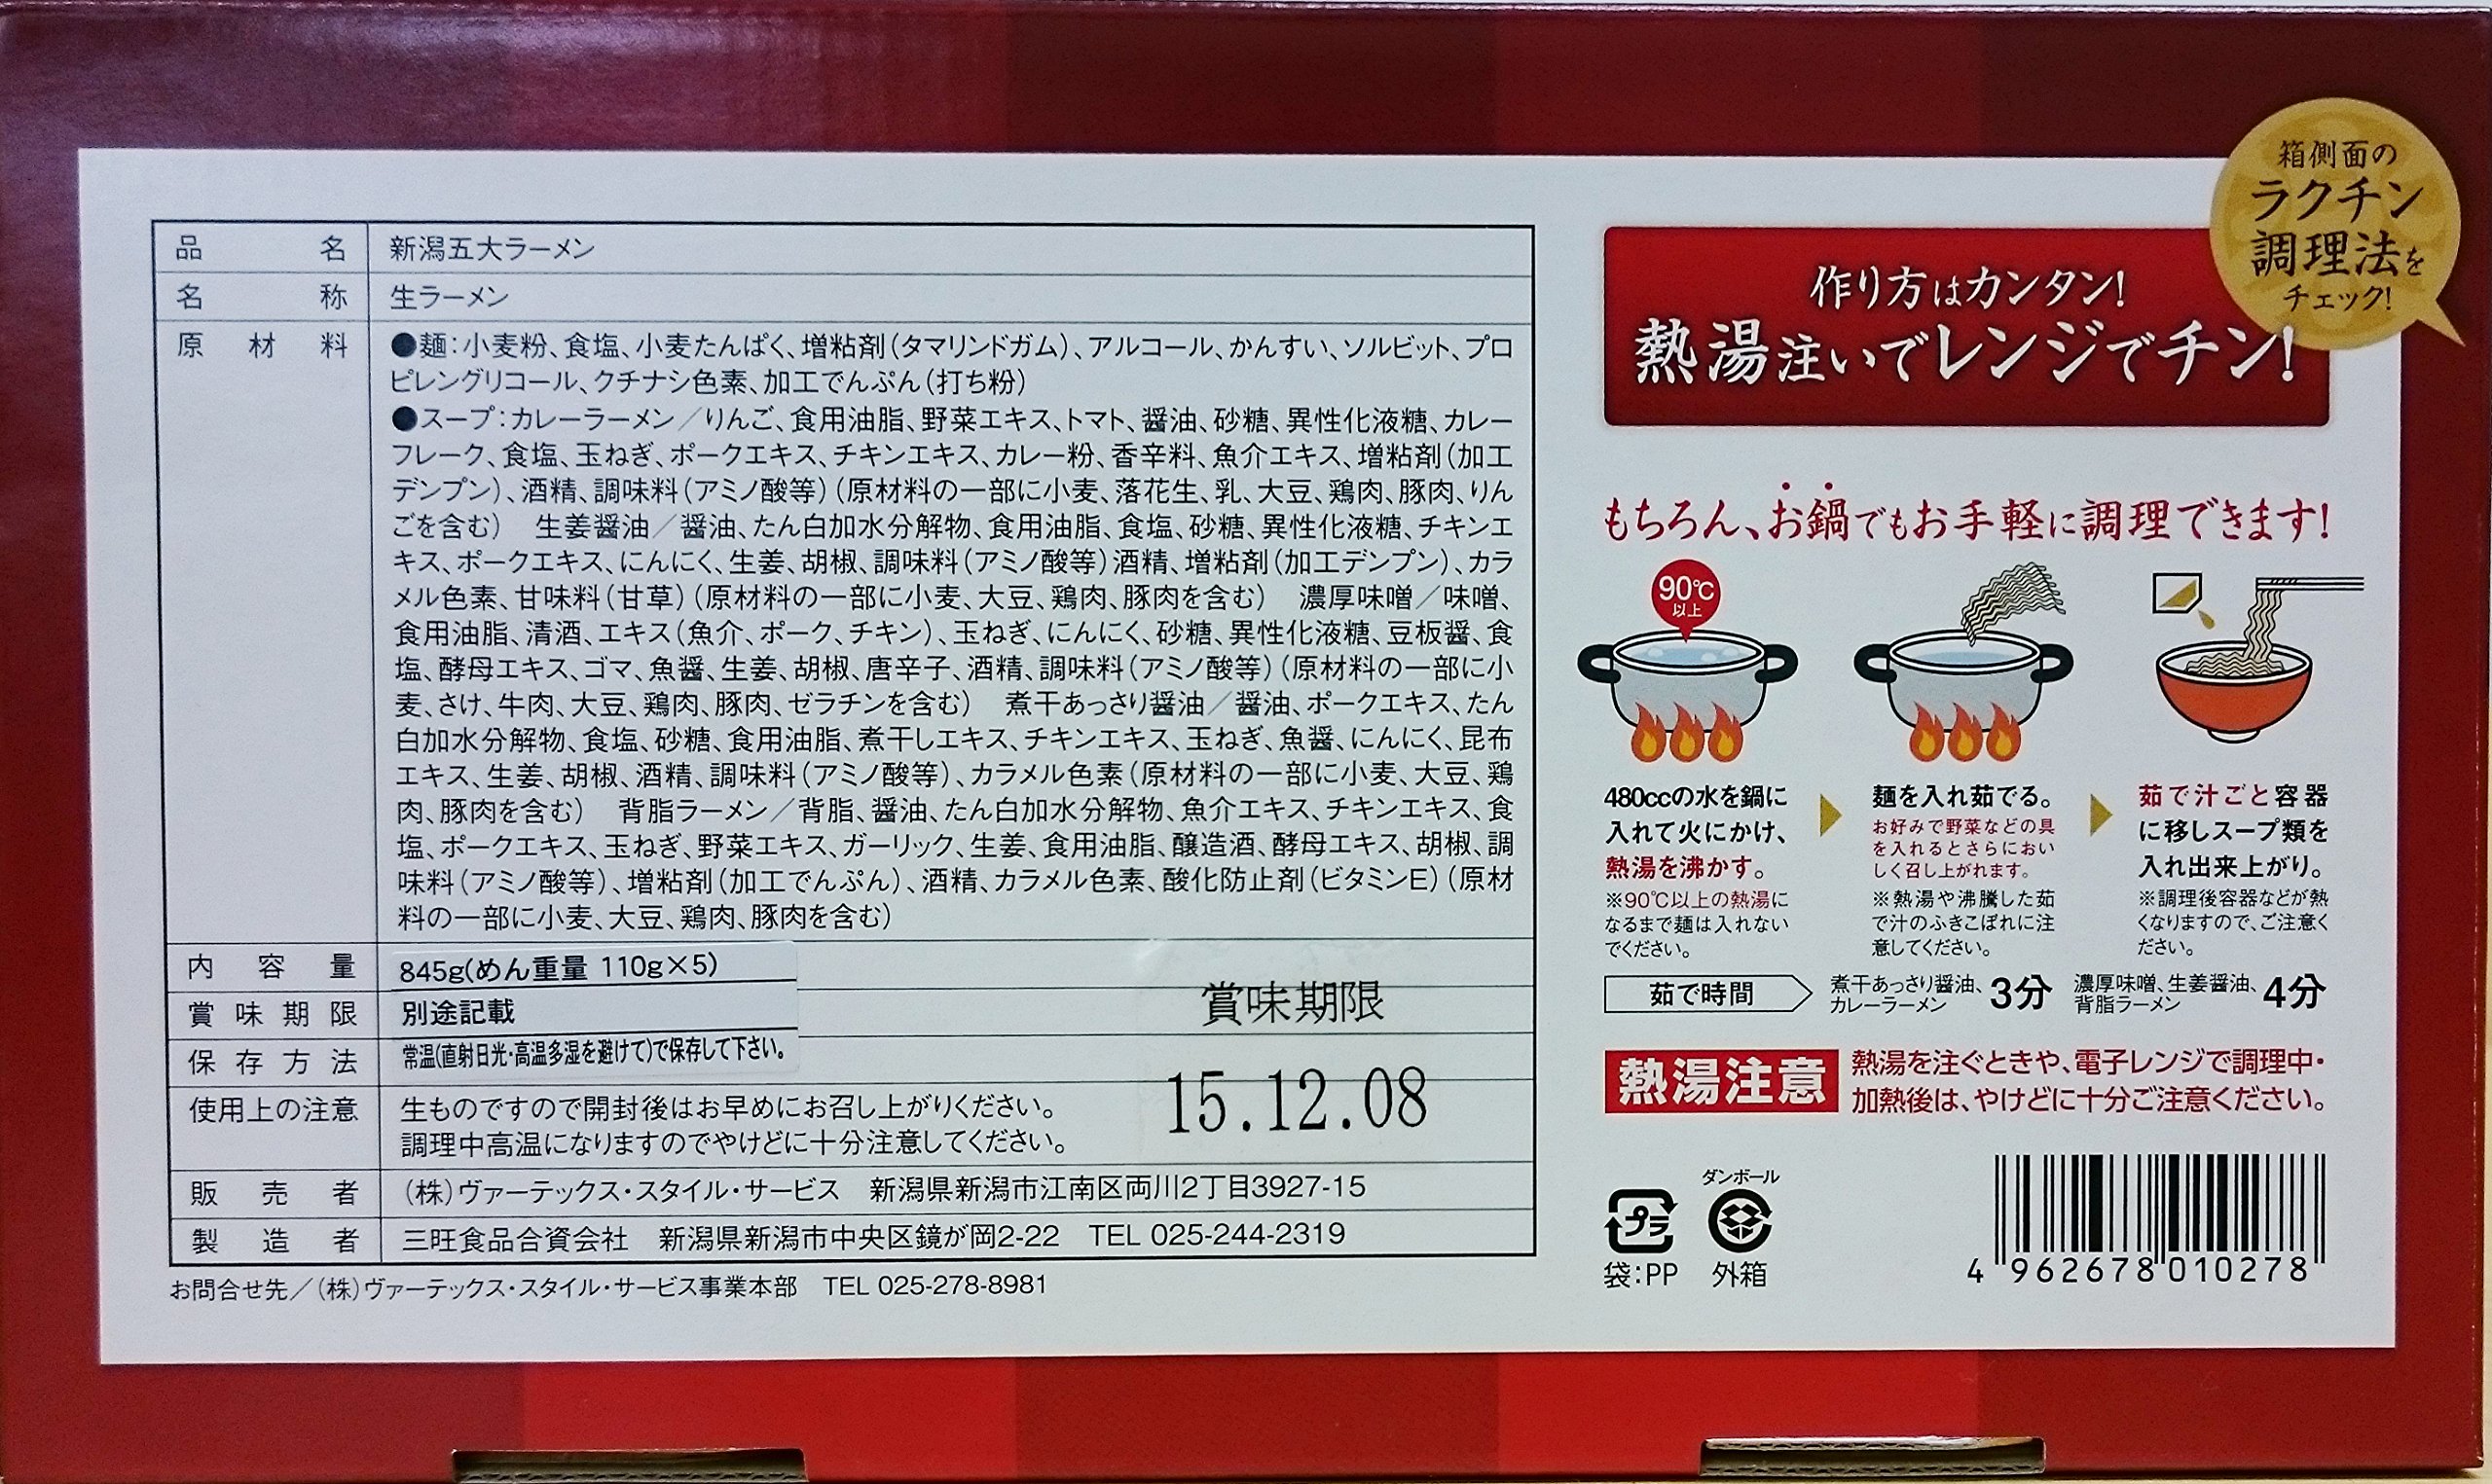 品名 新潟五大ラーメン
名称 生ラーメン
原材料 ●麺：小麦粉、食塩、小麦たんぱく、増粘剤（タマリンドガム）、アルコール、かんすい、ソルビット、プロ
ピレングリコール、クチナシ色素、加工でんぷん（打ち粉）
●スープ：カレーラーメン／りんご、食用油脂、野菜エキス、トマト、醤油、砂糖、異性化液糖、カレー
フレーク、食塩、玉ねぎ、ポークエキス、チキンエキス、カレー粉、香辛料、魚介エキス、増粘剤（加工
デンプン）、酒精、調味料（アミノ酸等）（原材料の一部に小麦、落花生、乳、大豆、鶏肉、豚肉、りん
ごを含む）　生姜醤油／醤油、たん白加水分解物、食用油脂、食塩、砂糖、異性化液糖、チキンエ
キス、ポークエキス、にんにく、生姜、胡椒、調味料（アミノ酸等）酒精、増粘剤（加工デンプン）、カラ
メル色素、甘味料（甘草）（原材料の一部に小麦、大豆、鶏肉、豚肉を含む）　濃厚味噌／味噌、
食用油脂、清酒、エキス（魚介、ポーク、チキン）、玉ねぎ、にんにく、砂糖、異性化液糖、豆板醤、食
塩、酵母エキス、ゴマ、魚醤、生姜、胡椒、唐辛子、酒精、調味料（アミノ酸等）（原材料の一部に小
麦、さけ、牛肉、大豆、鶏肉、豚肉、ゼラチンを含む）　煮干あっさり醤油／醤油、ポークエキス、たん
白加水分解物、食塩、砂糖、食用油脂、煮干しエキス、チキンエキス、玉ねぎ、魚醤、にんにく、昆布
エキス、生姜、胡椒、酒精、調味料（アミノ酸等）、カラメル色素（原材料の一部に小麦、大豆、鶏
肉、豚肉を含む）　背脂ラーメン／背脂、醤油、たん白加水分解物、魚介エキス、チキンエキス、食
塩、ポークエキス、玉ねぎ、野菜エキス、ガーリック、生姜、食用油脂、醸造酒、酵母エキス、胡椒、調
味料（アミノ酸等）、増粘剤（加工でんぷん）、酒精、カラメル色素、酸化防止剤（ビタミンE）（原材
料の一部に小麦、大豆、鶏肉、豚肉を含む）
内容量 845g(めん重量 110g×5)
賞味期限 別途記載
保存方法 常温(直射日光・高温多湿を避けて)で保存して下さい。
賞味期限
15.12.08
使用上の注意 生ものですので開封後はお早めにお召し上がりください。
調理中高温になりますのでやけどに十分注意してください。
販売者 （株）ヴァーテックス・スタイル・サービス　新潟県新潟市江南区両川2丁目3927-15
製造者 三旺食品合資会社　新潟県新潟市中央区鏡が岡2-22　TEL 025-244-2319
お問合せ先／（株）ヴァーテックス・スタイル・サービス事業本部　TEL 025-278-8981
箱側面の
ラクチン
調理法を
チェック！
作り方はカンタン！
熱湯注いでレンジでチン！
もちろん、お鍋でもお手軽に調理できます！
90℃
以上
480ccの水を鍋に
入れて火にかけ、
熱湯を沸かす。
※90℃以上の熱湯に
なるまで麺は入れない
でください。
麺を入れ茹でる。
お好みで野菜などの具
を入れるとさらにおい
しく召し上がれます。
※熱湯や沸騰した茹
で汁のふきこぼれに注
意してください。
茹で汁ごと容器
に移しスープ類を
入れ出来上がり。
※調理後容器などが熱
くなりますので、ご注意く
ださい。
茹で時間
煮干あっさり醤油、
カレーラーメン
3分
濃厚味噌、生姜醤油、
背脂ラーメン
4分
熱湯注意
熱湯を注ぐときや、電子レンジで調理中・
加熱後は、やけどに十分ご注意ください。
プラ
袋：PP
ダンボール
外箱
4 962678 010278